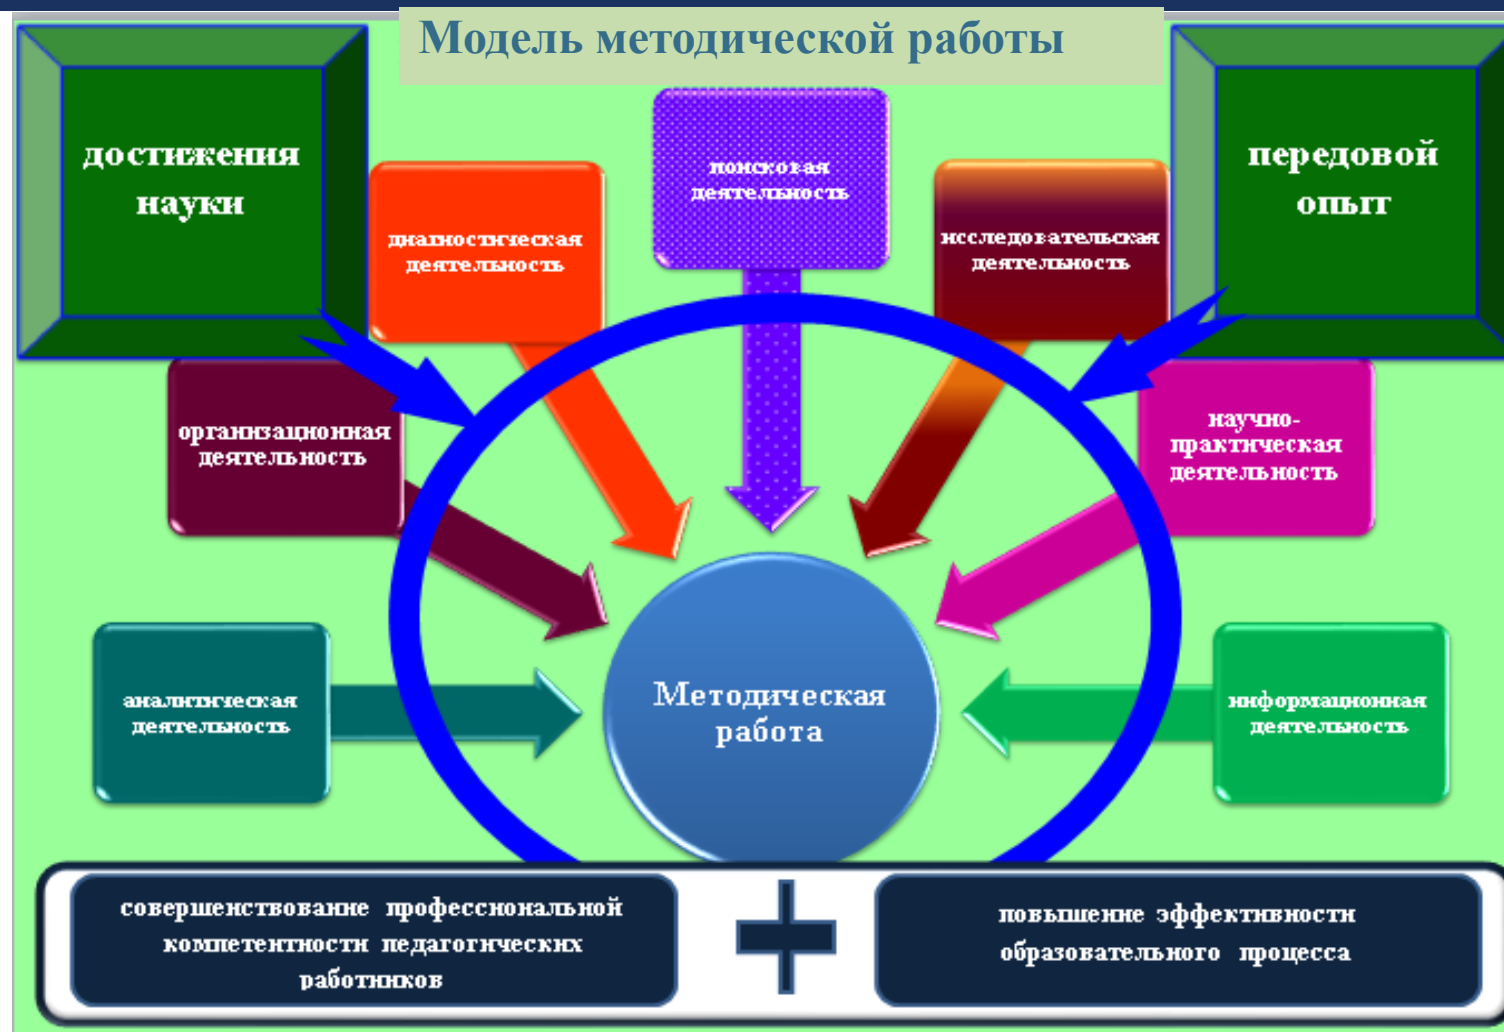 Модель методической работы
достижения
науки
передовой
опыт
поисковая
деятельность
диагностическая
деятельность
исследовательская
деятельность
организационная
деятельность
научно-
практическая
деятельность
аналитическая
деятельность
Методическая
работа
информационная
деятельность
совершенствование профессиональной
компетентности педагогических
работников
повышение эффективности
образовательного процесса